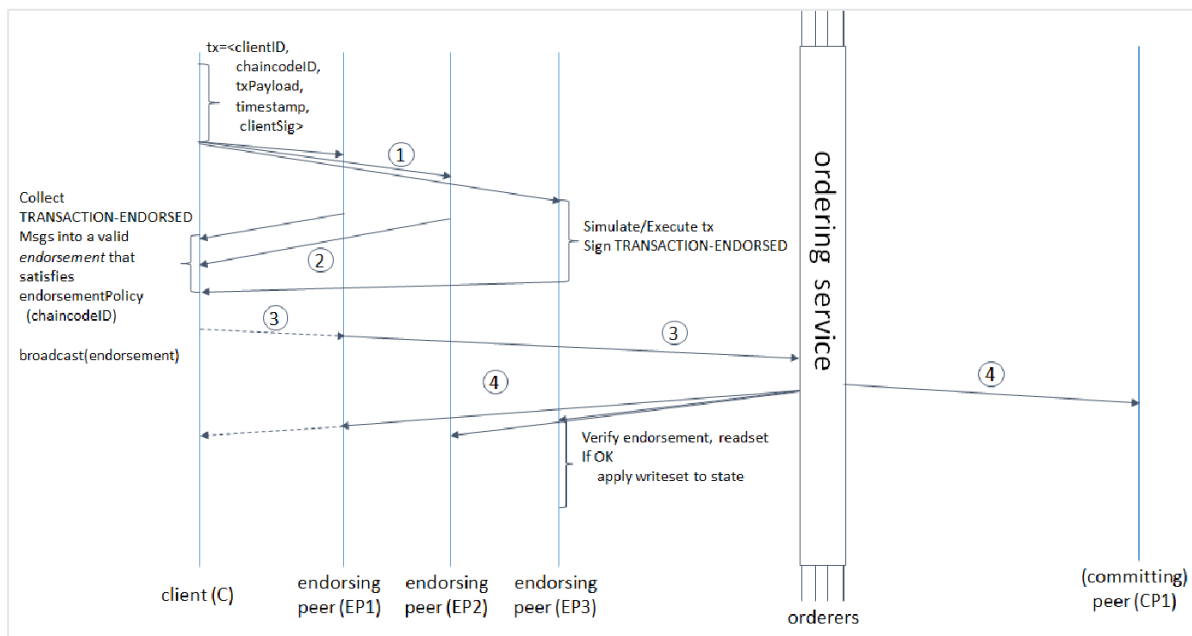 tx=<clientID,
chaincodeID,
txPayload,
timestamp,
clientSig>
1
Collect
TRANSACTION-ENDORSED
Msgs into a valid
endorsement that
satisfies
endorsementPolicy
(chaincodeID)
Simulate/Execute tx
Sign TRANSACTION-ENDORSED
2
3
3
broadcast(endorsement)
4
4
Verify endorsement, readset
If OK
apply writeset to state
ordering service
client (C)
endorsing
peer (EP1)
endorsing
peer (EP2)
endorsing
peer (EP3)
orderers
(committing)
peer (CP1)